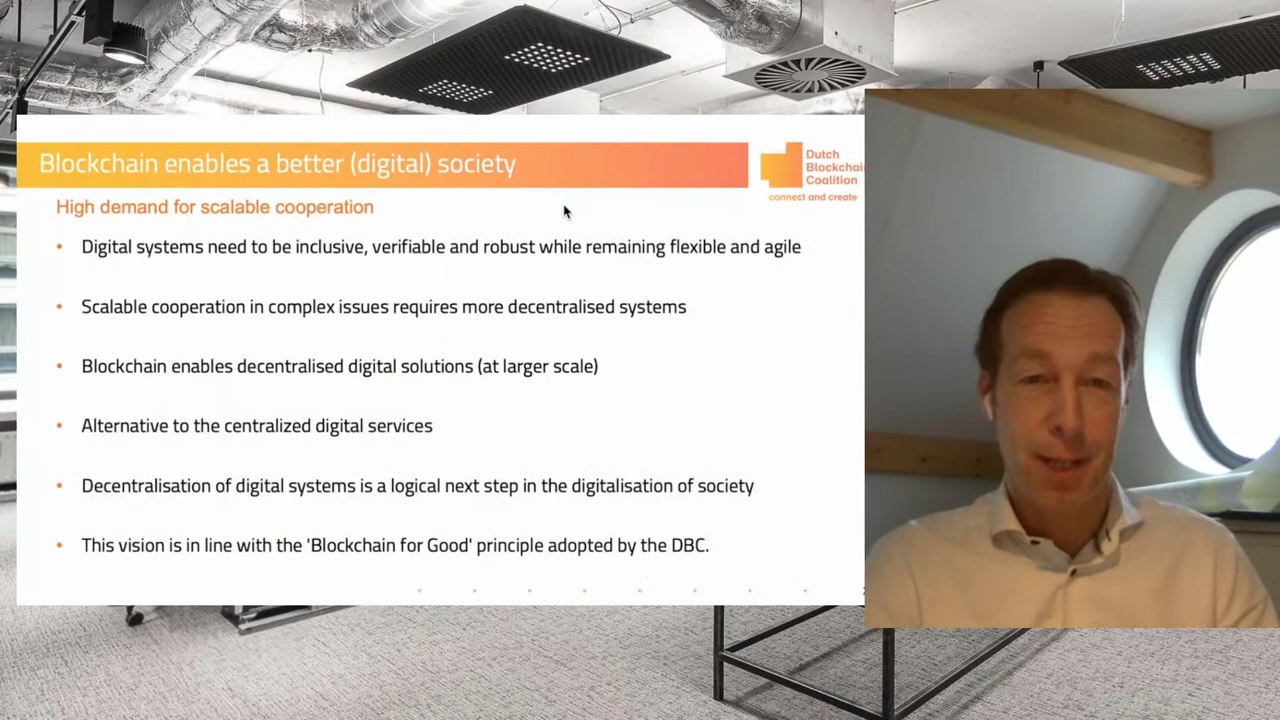 Blockchain enables a better (digital) society
Dutch
Blockchain
Coalition
connect and create
High demand for scalable cooperation
• Digital systems need to be inclusive, verifiable and robust while remaining flexible and agile
• Scalable cooperation in complex issues requires more decentralised systems
• Blockchain enables decentralised digital solutions (at larger scale)
• Alternative to the centralized digital services
• Decentralisation of digital systems is a logical next step in the digitalisation of society
• This vision is in line with the 'Blockchain for Good' principle adopted by the DBC.